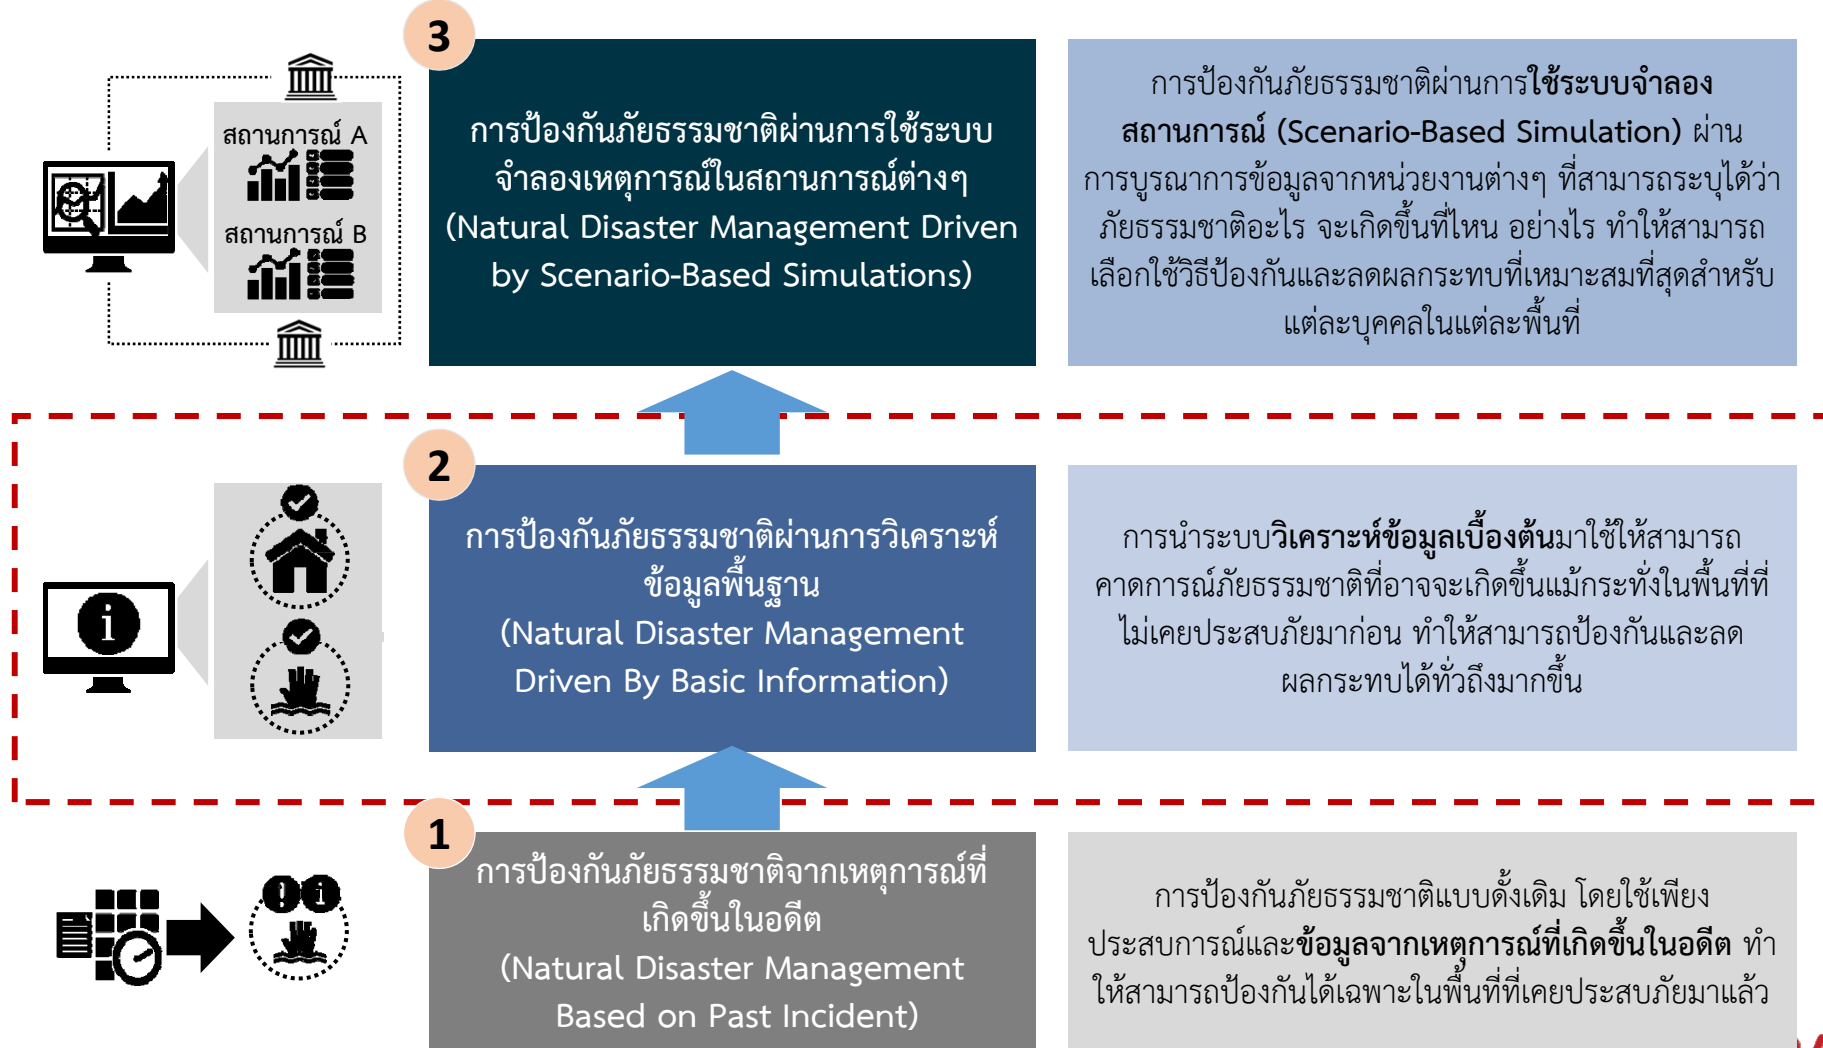 3
สถานการณ์ A
สถานการณ์ B
การป้องกันภัยธรรมชาติผ่านการใช้ระบบ
จำลองเหตุการณ์ในสถานการณ์ต่างๆ
(Natural Disaster Management Driven
by Scenario-Based Simulations)
การป้องกันภัยธรรมชาติผ่านการใช้ระบบจำลอง
สถานการณ์ (Scenario-Based Simulation) ผ่าน
การบูรณาการข้อมูลจากหน่วยงานต่างๆ ที่สามารถระบุได้ว่า
ภัยธรรมชาติอะไร จะเกิดขึ้นที่ไหน อย่างไร ทำให้สามารถ
เลือกใช้วิธีป้องกันและลดผลกระทบที่เหมาะสมที่สุดสำหรับ
แต่ละบุคคลในแต่ละพื้นที่
2
การป้องกันภัยธรรมชาติผ่านการวิเคราะห์
ข้อมูลพื้นฐาน
(Natural Disaster Management
Driven By Basic Information)
การนำระบบวิเคราะห์ข้อมูลเบื้องต้นมาใช้ให้สามารถ
คาดการณ์ภัยธรรมชาติที่อาจจะเกิดขึ้นแม้กระทั่งในพื้นที่ที่
ไม่เคยประสบภัยมาก่อน ทำให้สามารถป้องกันและลด
ผลกระทบได้ทั่วถึงมากขึ้น
1
การป้องกันภัยธรรมชาติจากเหตุการณ์ที่
เกิดขึ้นในอดีต
(Natural Disaster Management
Based on Past Incident)
การป้องกันภัยธรรมชาติแบบดั้งเดิม โดยใช้เพียง
ประสบการณ์และข้อมูลจากเหตุการณ์ที่เกิดขึ้นในอดีต ทำ
ให้สามารถป้องกันได้เฉพาะในพื้นที่ที่เคยประสบภัยมาแล้ว